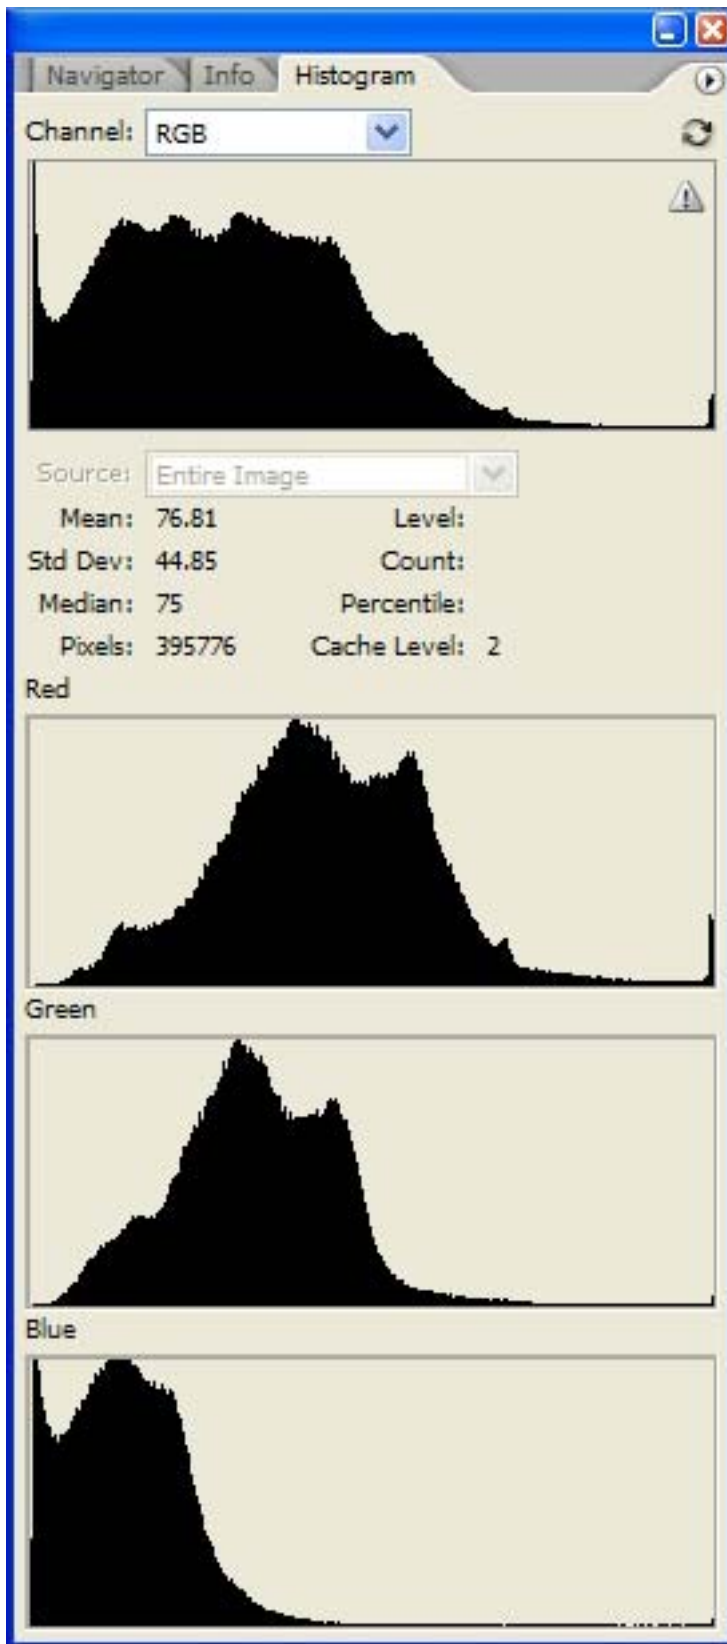 Navigator Info Histogram
Channel: RGB
Source: Entire Image
Mean: 76.81 Level:
Std Dev: 44.85 Count:
Median: 75 Percentile:
Pixels: 395776 Cache Level: 2
Red
Green
Blue